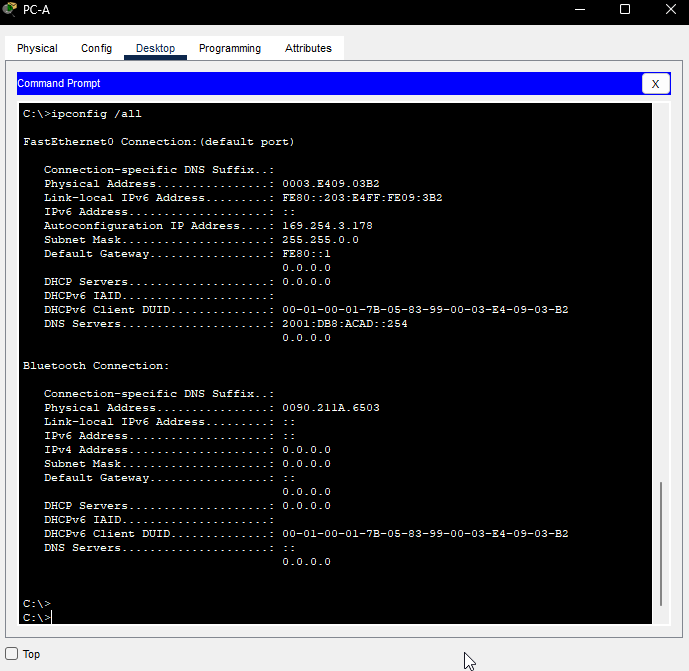 PC-A
Physical Config Desktop Programming Attributes
Command Prompt X
C:\>ipconfig /all
FastEthernet0 Connection:(default port)
Connection-specific DNS Suffix..:
Physical Address................: 0003.E409.03B2
Link-local IPv6 Address.........: FE80::203:E4FF:FE09:3B2
IPv6 Address....................: ::
Autoconfiguration IP Address....: 169.254.3.178
Subnet Mask.....................: 255.255.0.0
Default Gateway.................: FE80::1
0.0.0.0
DHCP Servers....................: 0.0.0.0
DHCPv6 IAID.....................:
DHCPv6 Client DUID..............: 00-01-00-01-7B-05-83-99-00-03-E4-09-03-B2
DNS Servers.....................: 2001:DB8:ACAD::254
0.0.0.0
Bluetooth Connection:
Connection-specific DNS Suffix..:
Physical Address................: 0090.211A.6503
Link-local IPv6 Address.........: ::
IPv6 Address....................: ::
IPv4 Address....................: 0.0.0.0
Subnet Mask.....................: 0.0.0.0
Default Gateway.................: ::
0.0.0.0
DHCP Servers....................: 0.0.0.0
DHCPv6 IAID.....................:
DHCPv6 Client DUID..............: 00-01-00-01-7B-05-83-99-00-03-E4-09-03-B2
DNS Servers.....................: ::
0.0.0.0
C:\>
C:\>
Top